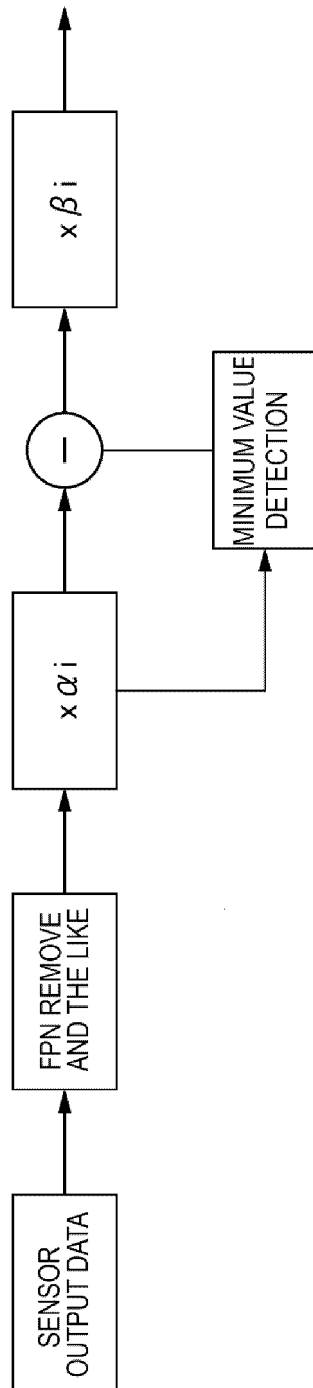 SENSOR
OUTPUT DATA
FPN REMOVE
AND THE LIKE
x α i
−
MINIMUM VALUE
DETECTION
x β i